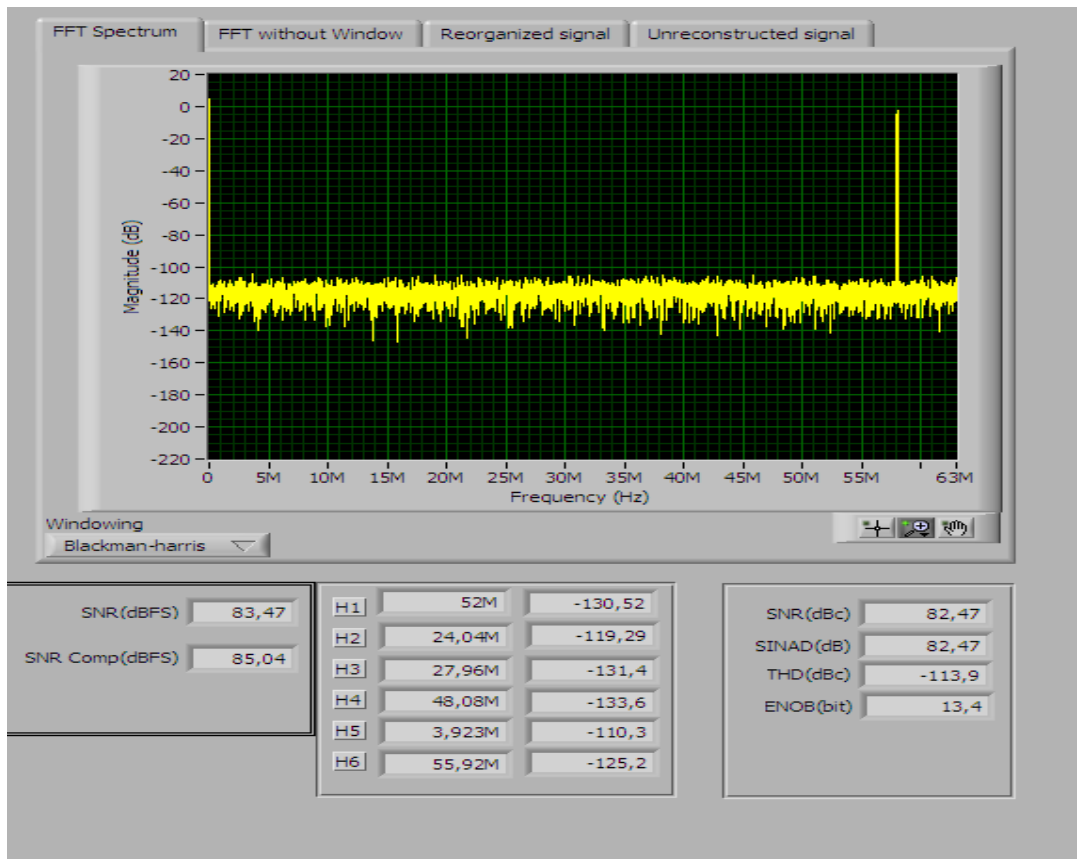 FFT Spectrum
FFT without Window
Reorganized signal
Unreconstructed signal
20
0
-20
-40
-60
-80
-100
-120
-140
-160
-180
-200
-220
Magnitude (dB)
0 5M 10M 15M 20M 25M 30M 35M 40M 45M 50M 55M 63M
Frequency (Hz)
Windowing
Blackman-harris
SNR(dBFS) 83,47
SNR Comp(dBFS) 85,04
H1 52M -130,52
H2 24,04M -119,29
H3 27,96M -131,4
H4 48,08M -133,6
H5 3,923M -110,3
H6 55,92M -125,2
SNR(dBc) 82,47
SINAD(dB) 82,47
THD(dBc) -113,9
ENOB(bit) 13,4